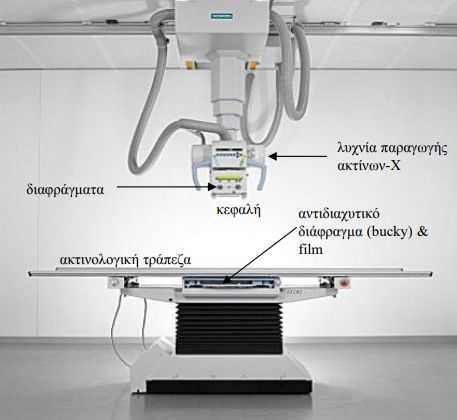 λυχνία παραγωγής
ακτίνων-Χ
διαφράγματα
κεφαλή
αντιδιαχυτικό
διάφραγμα (bucky) &
film
ακτινολογική τράπεζα